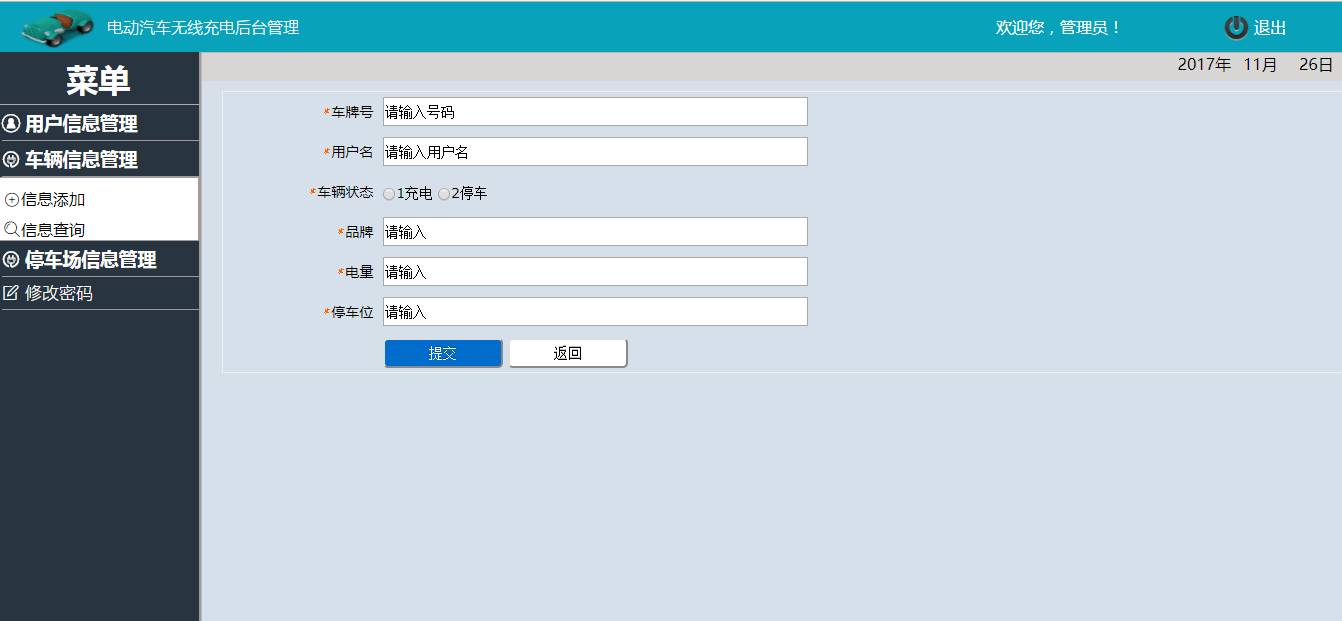 电动汽车无线充电后台管理 欢迎您，管理员！ 退出
2017年 11月 26日
菜单
用户信息管理
车辆信息管理
信息添加
信息查询
停车场信息管理
修改密码
*车牌号 请输入号码
*用户名 请输入用户名
*车辆状态 1充电 2停车
*品牌 请输入
*电量 请输入
*停车位 请输入
提交 返回